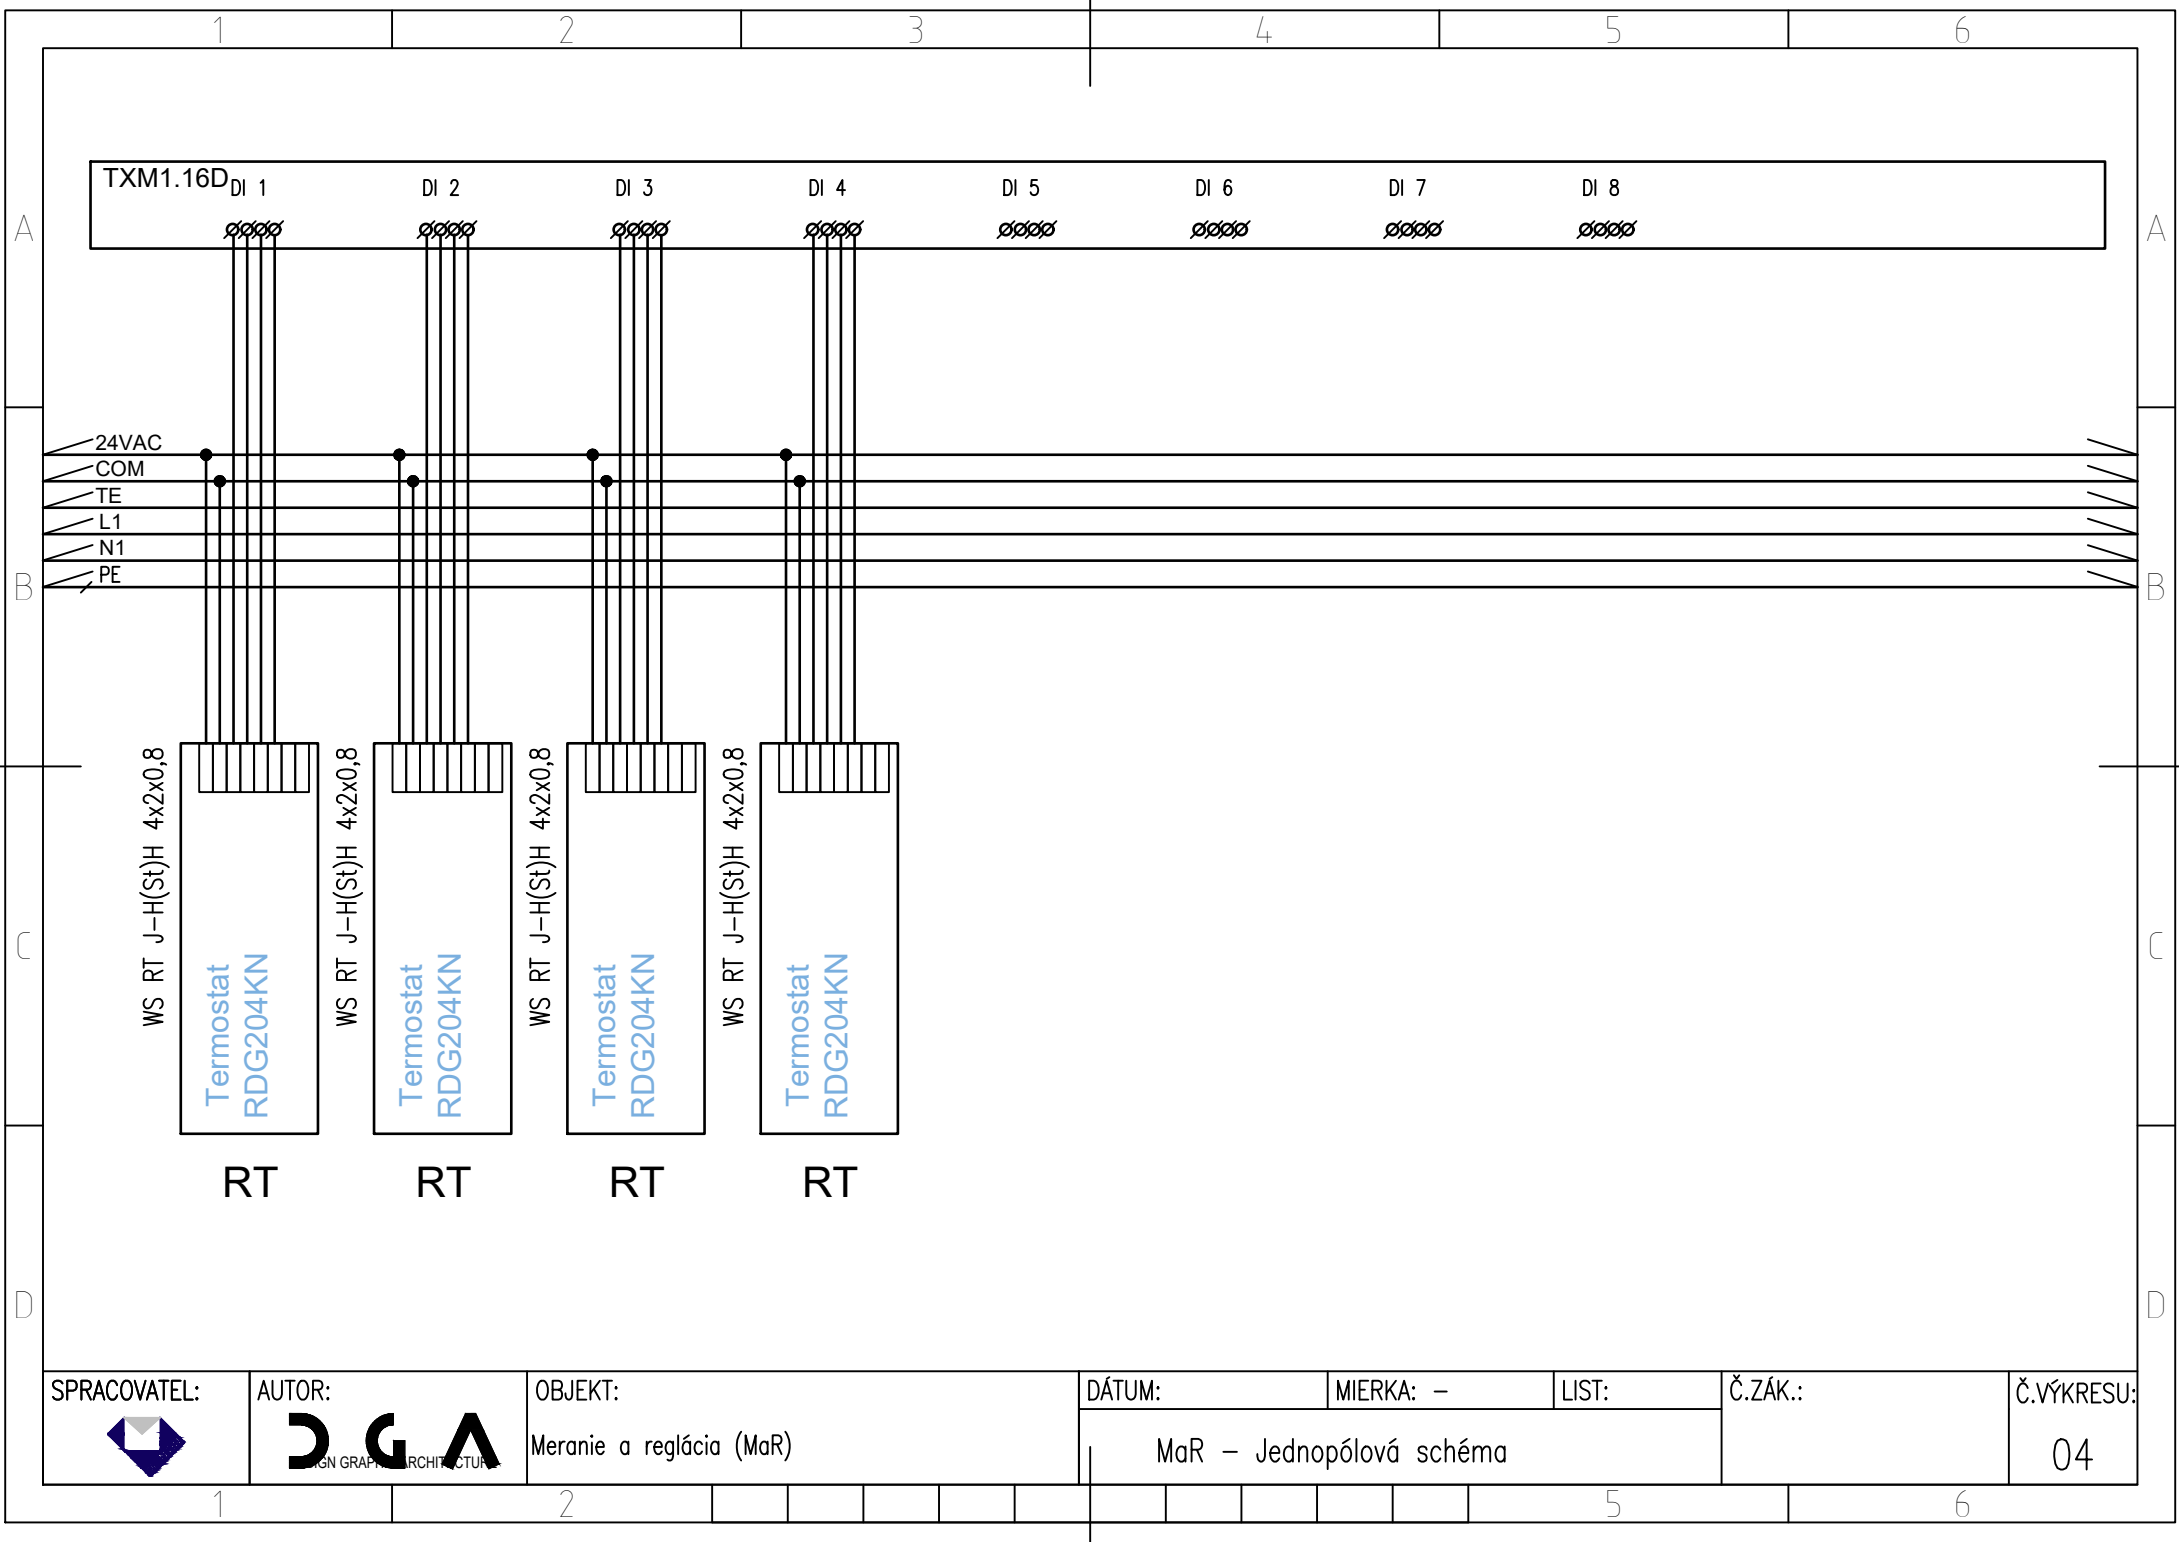 1 2 3 4 5 6
TXM1.16D
DI 1 DI 2 DI 3 DI 4 DI 5 DI 6 DI 7 DI 8
A A
24VAC
COM
TE
L1
N1
PE
B B
WS RT J-H(St)H 4x2x0,8
Termostat
RDG204KN
WS RT J-H(St)H 4x2x0,8
Termostat
RDG204KN
WS RT J-H(St)H 4x2x0,8
Termostat
RDG204KN
WS RT J-H(St)H 4x2x0,8
Termostat
RDG204KN
C C
RT RT RT RT
D D
SPRACOVATEL:
AUTOR:
DGA
OBJEKT:
Meranie a reglácia (MaR)
DÁTUM:
MIERKA: -
LIST:
MaR - Jednopólová schéma
Č.ZÁK.:
Č.VÝKRESU:
04
1 2 5 6